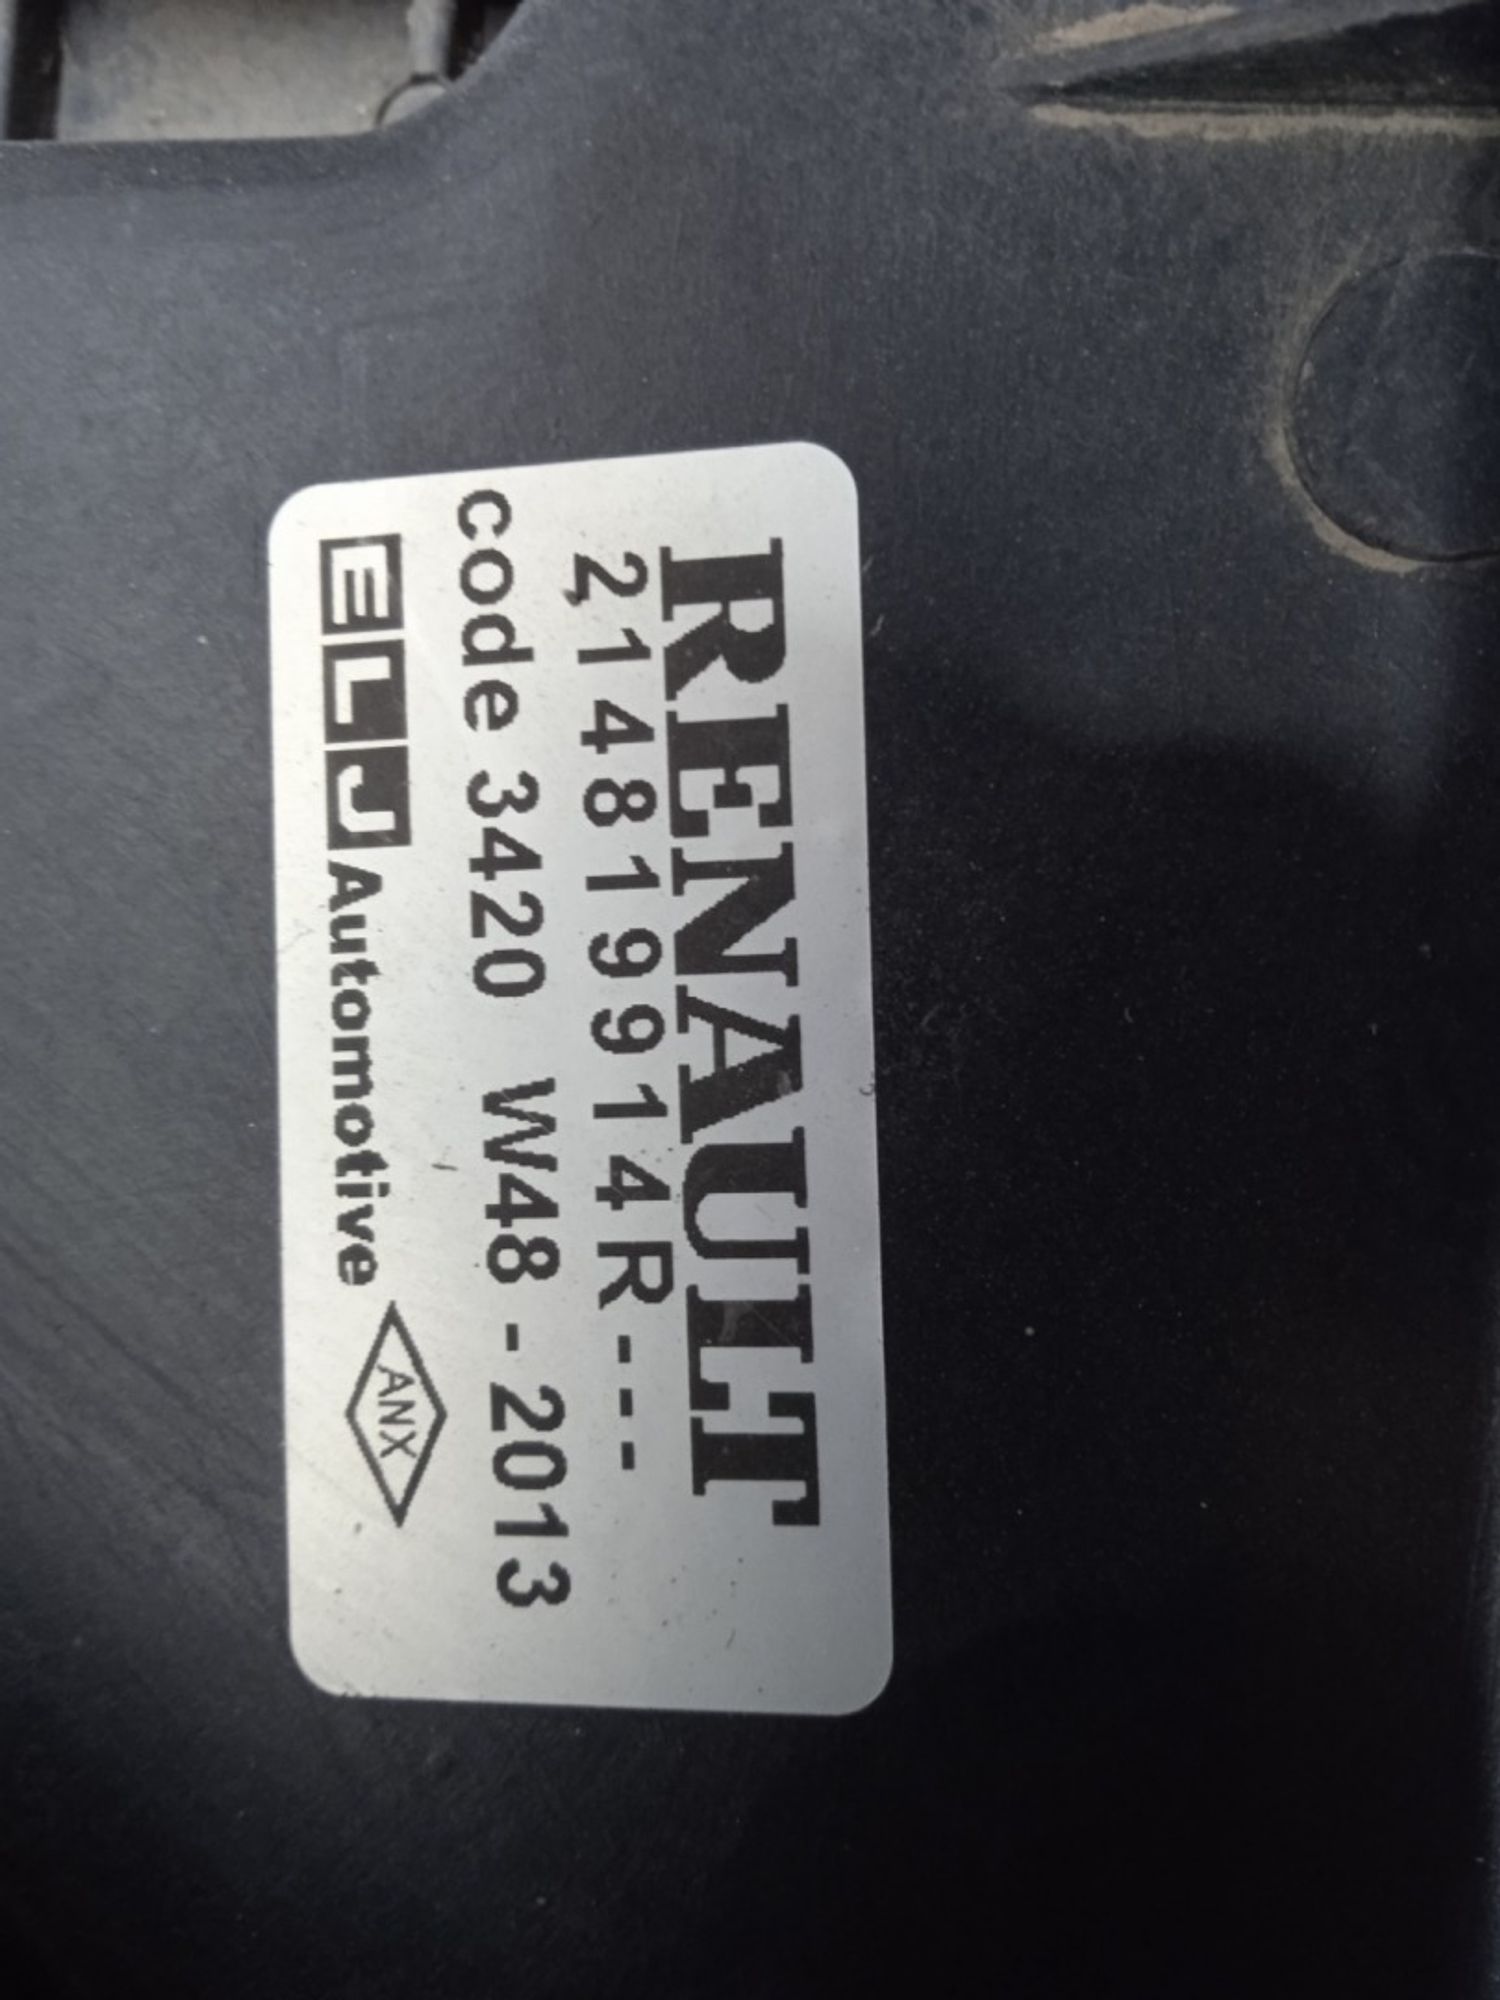 RENAULT
214819914R---
code 3420 W48-2013
ELJ Automotive ANX